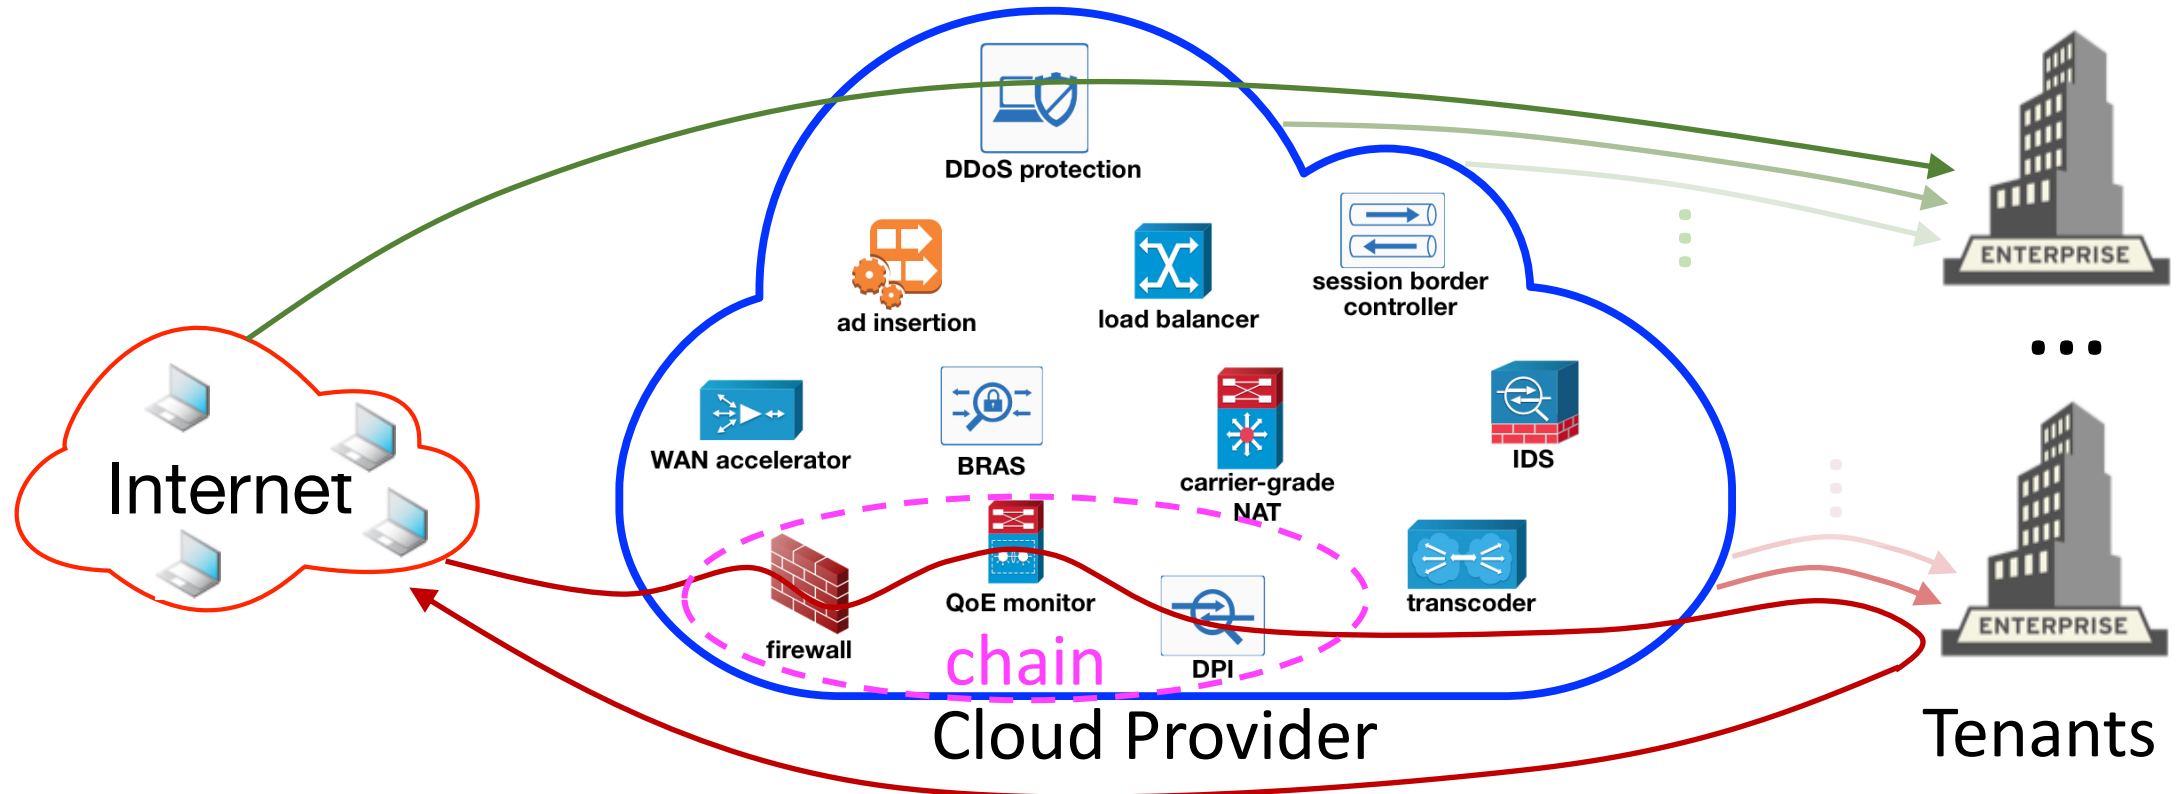 DDoS protection
ENTERPRISE
session border
controller
ad insertion
load balancer
...
WAN accelerator
BRAS
carrier-grade
NAT
IDS
Internet
QoE monitor
transcoder
firewall
chain
DPI
ENTERPRISE
Cloud Provider
Tenants